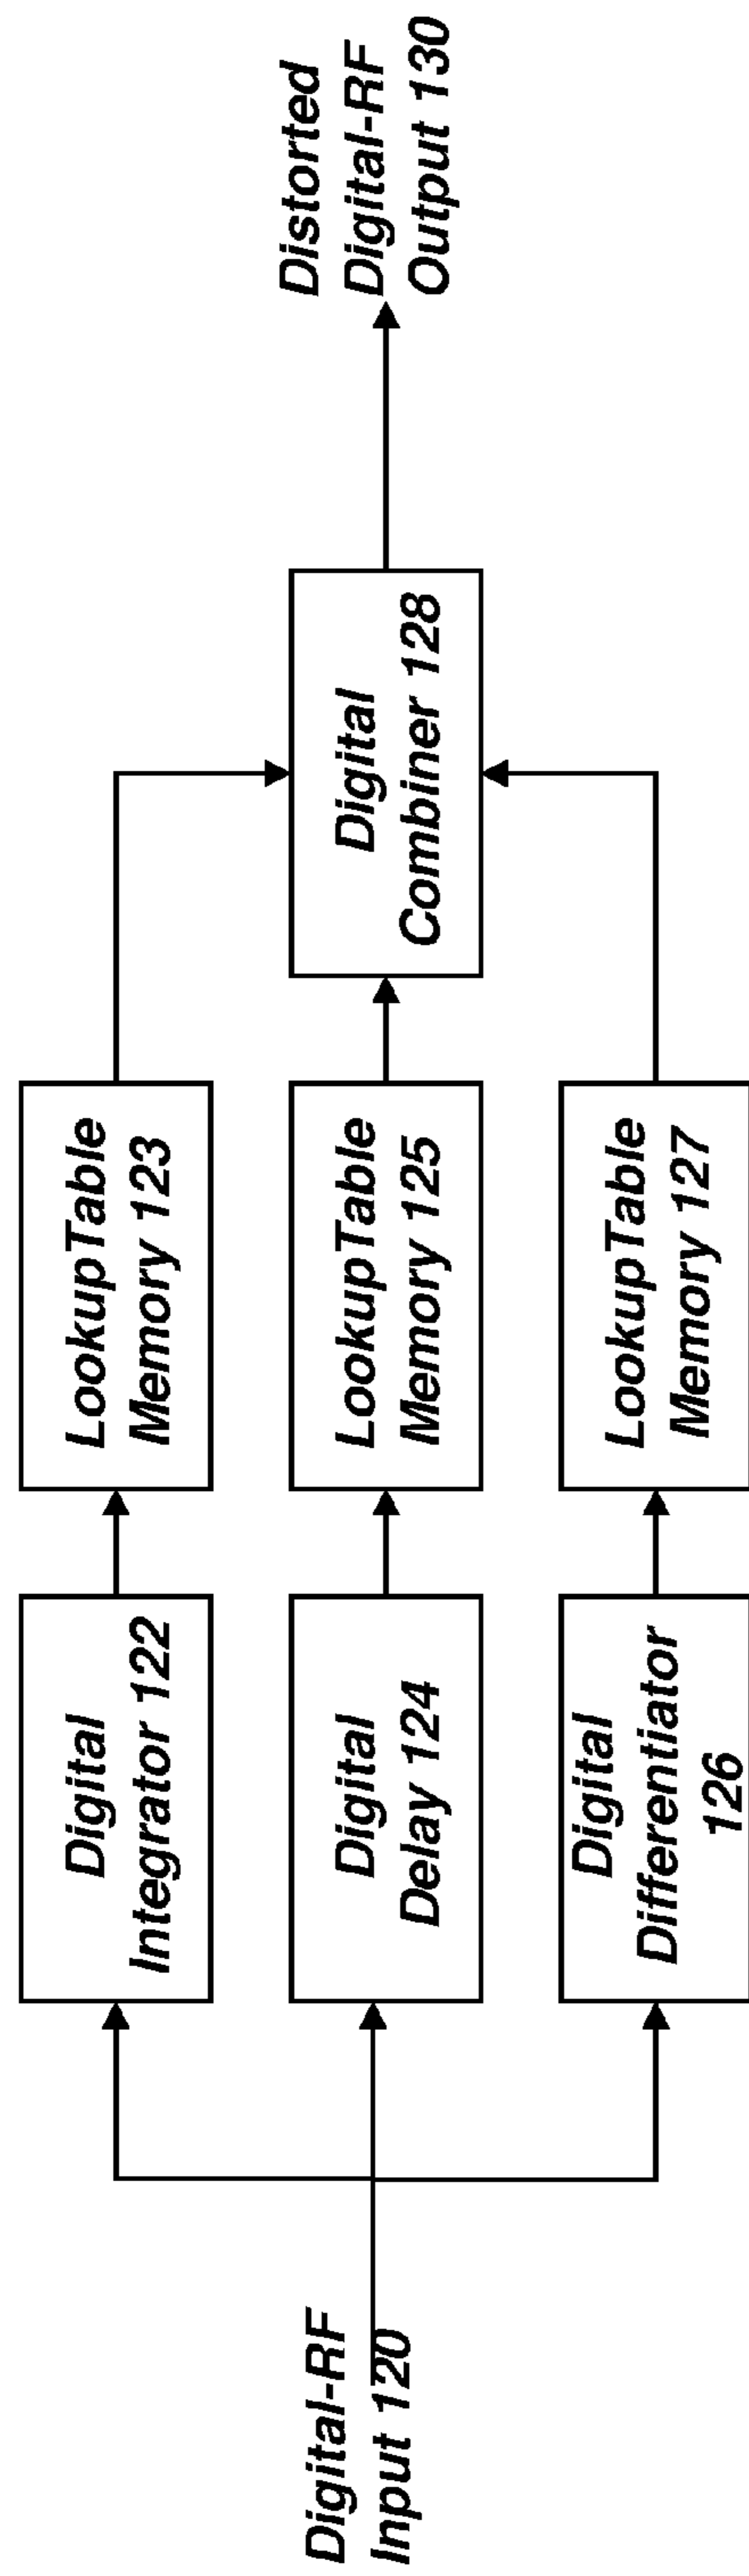 Digital-RF
Input 120
Digital
Integrator 122
LookupTable
Memory 123
Digital
Delay 124
LookupTable
Memory 125
Digital
Differentiator
126
LookupTable
Memory 127
Digital
Combiner 128
Distorted
Digital-RF
Output 130